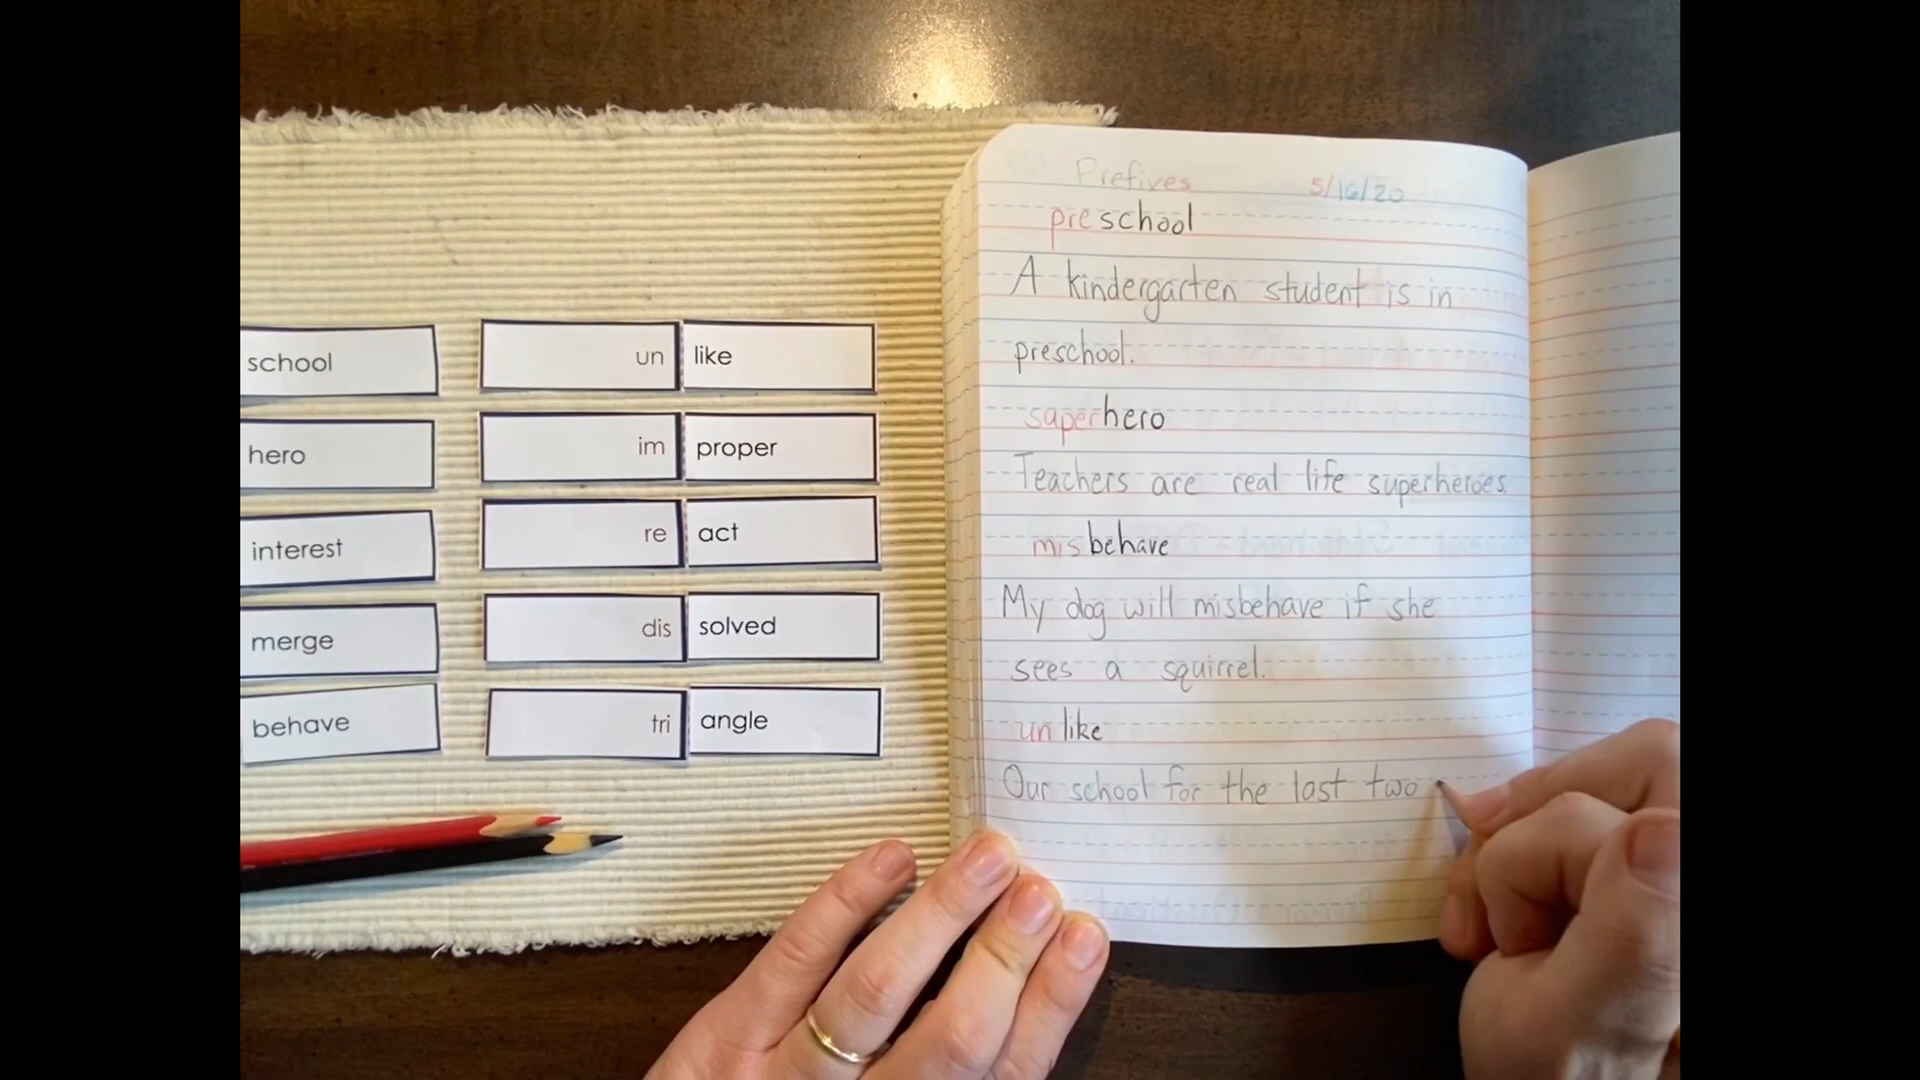 school
hero
interest
merge
behave
un like
im proper
re act
dis solved
tri angle
Prefixes 5/16/20
preschool
A kindergarten student is in
preschool.
superhero
Teachers are real life superheroes.
misbehave
My dog will misbehave if she
sees a squirrel.
unlike
Our school for the last two